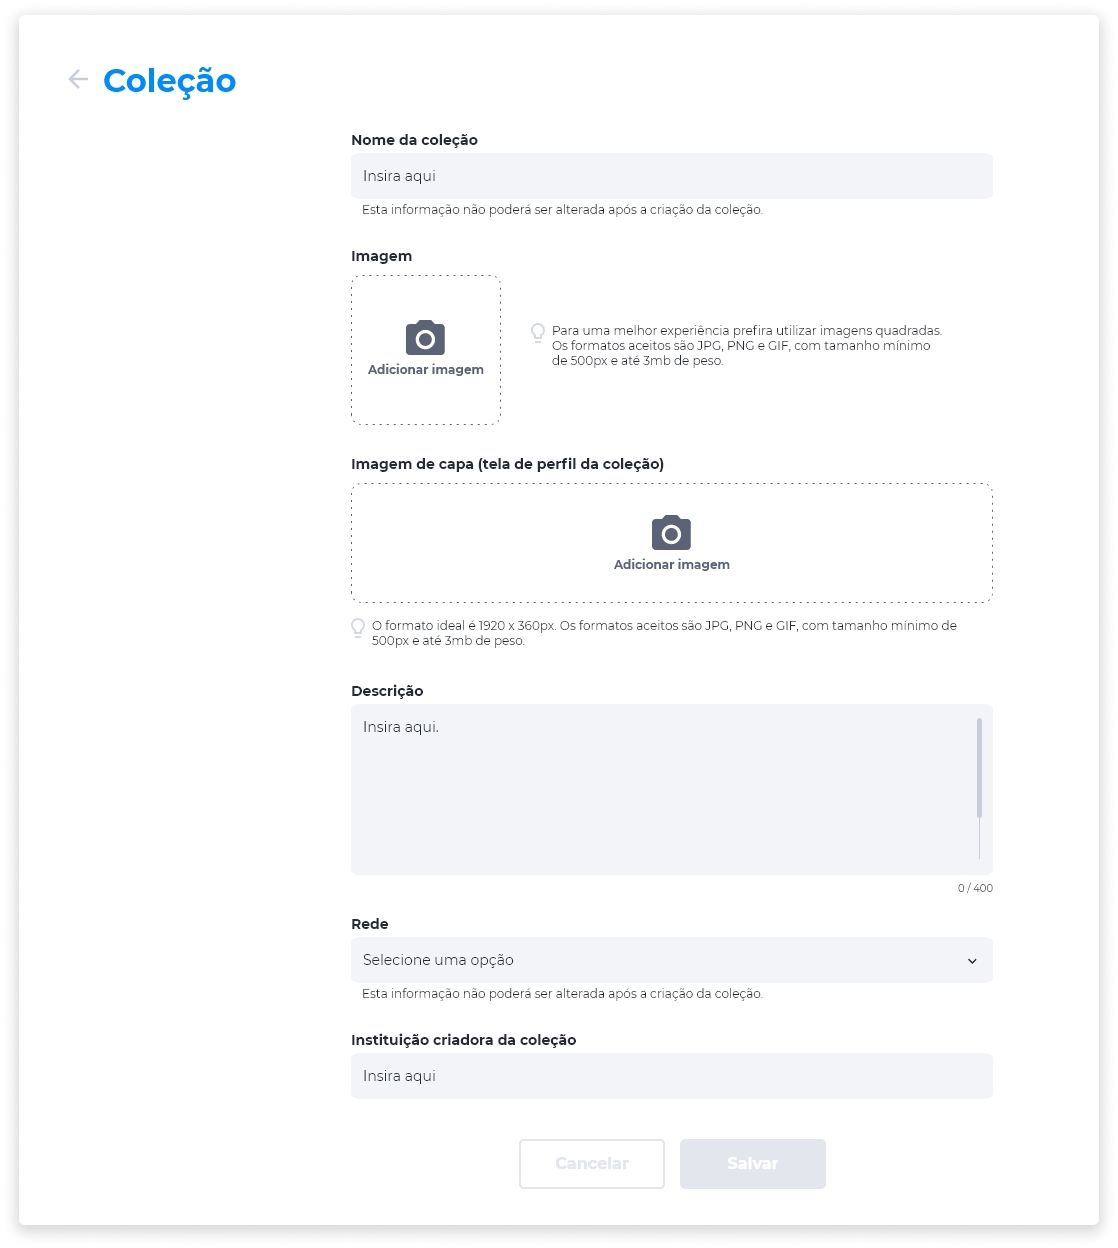 Coleção
Nome da coleção
Insira aqui
Esta informação não poderá ser alterada após a criação da coleção.
Imagem
Adicionar imagem
Para uma melhor experiência prefira utilizar imagens quadradas.
Os formatos aceitos são JPG, PNG e GIF, com tamanho mínimo
de 500px e até 3mb de peso.
Imagem de capa (tela de perfil da coleção)
Adicionar imagem
O formato ideal é 1920 x 360px. Os formatos aceitos são JPG, PNG e GIF, com tamanho mínimo de
500px e até 3mb de peso.
Descrição
Insira aqui.
0 / 400
Rede
Selecione uma opção
Esta informação não poderá ser alterada após a criação da coleção.
Instituição criadora da coleção
Insira aqui
Cancelar
Salvar